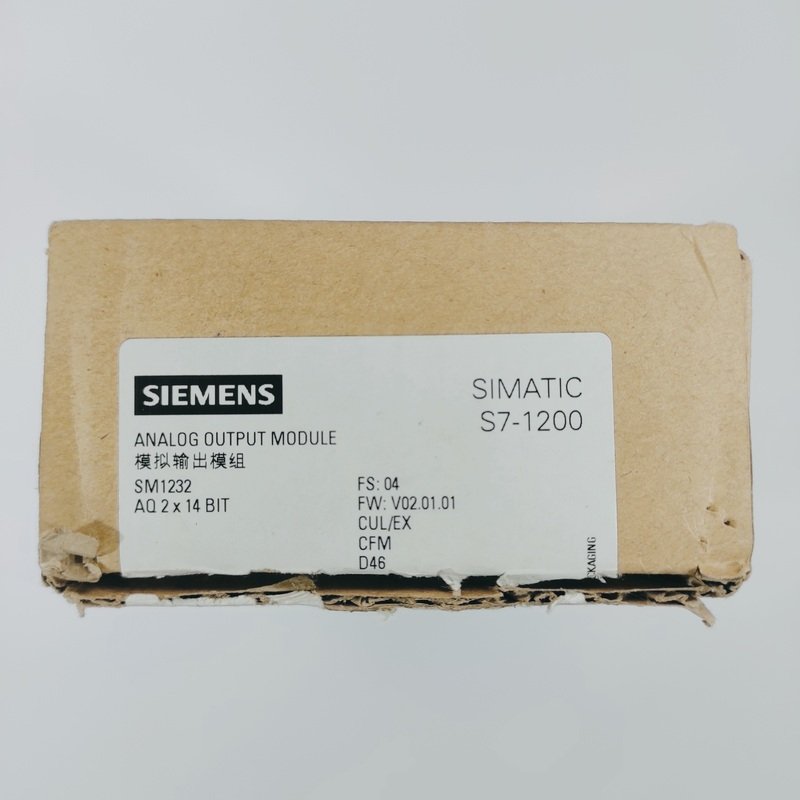 SIEMENS
SIMATIC
S7-1200
ANALOG OUTPUT MODULE
模拟输出模组
SM1232
AQ 2 x 14 BIT
FS: 04
FW: V02.01.01
CUL/EX
CFM
D46